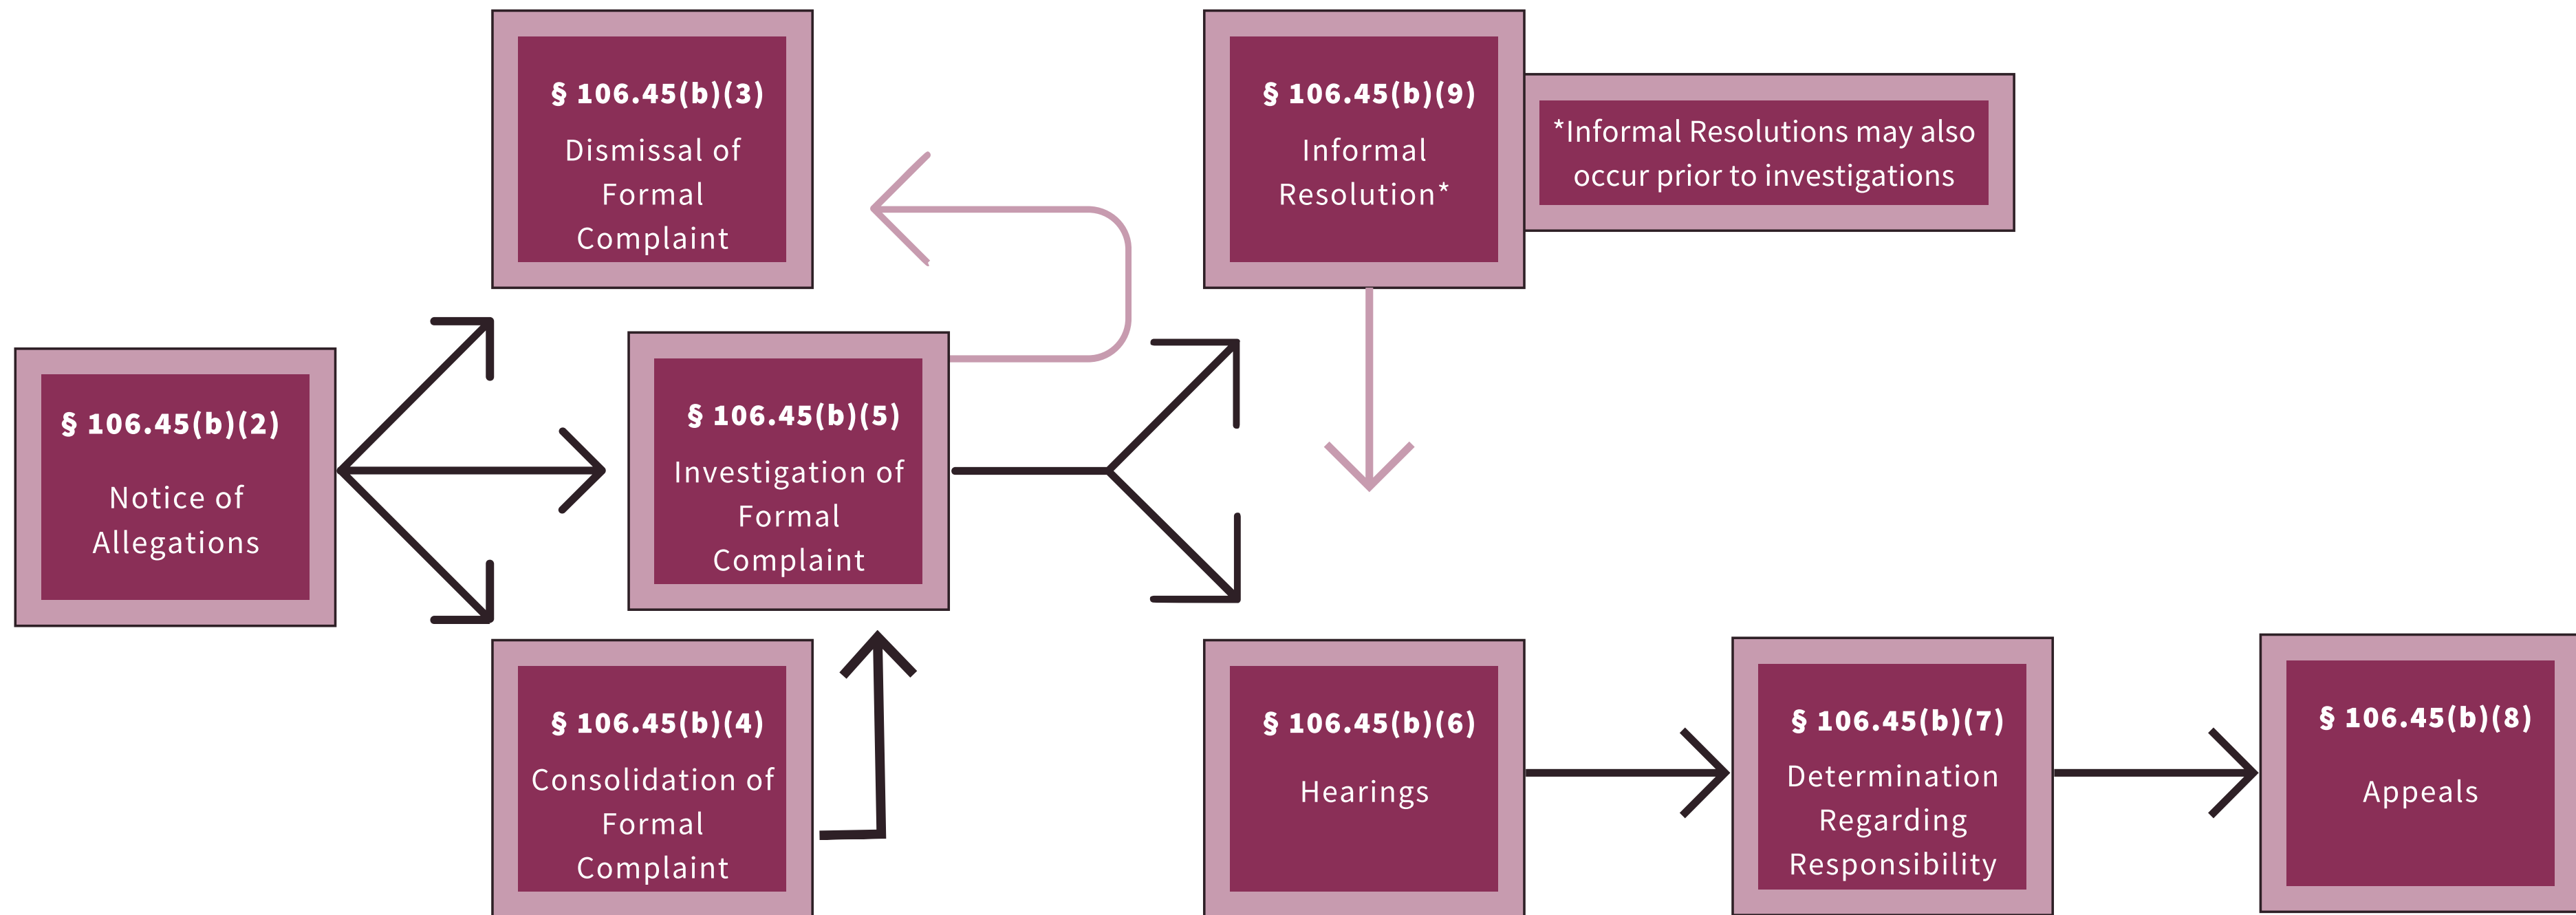 § 106.45(b)(3)
Dismissal of
Formal
Complaint
§ 106.45(b)(9)
Informal
Resolution*
*Informal Resolutions may also
occur prior to investigations
§ 106.45(b)(2)
Notice of
Allegations
§ 106.45(b)(5)
Investigation of
Formal
Complaint
§ 106.45(b)(4)
Consolidation of
Formal
Complaint
§ 106.45(b)(6)
Hearings
§ 106.45(b)(7)
Determination
Regarding
Responsibility
§ 106.45(b)(8)
Appeals